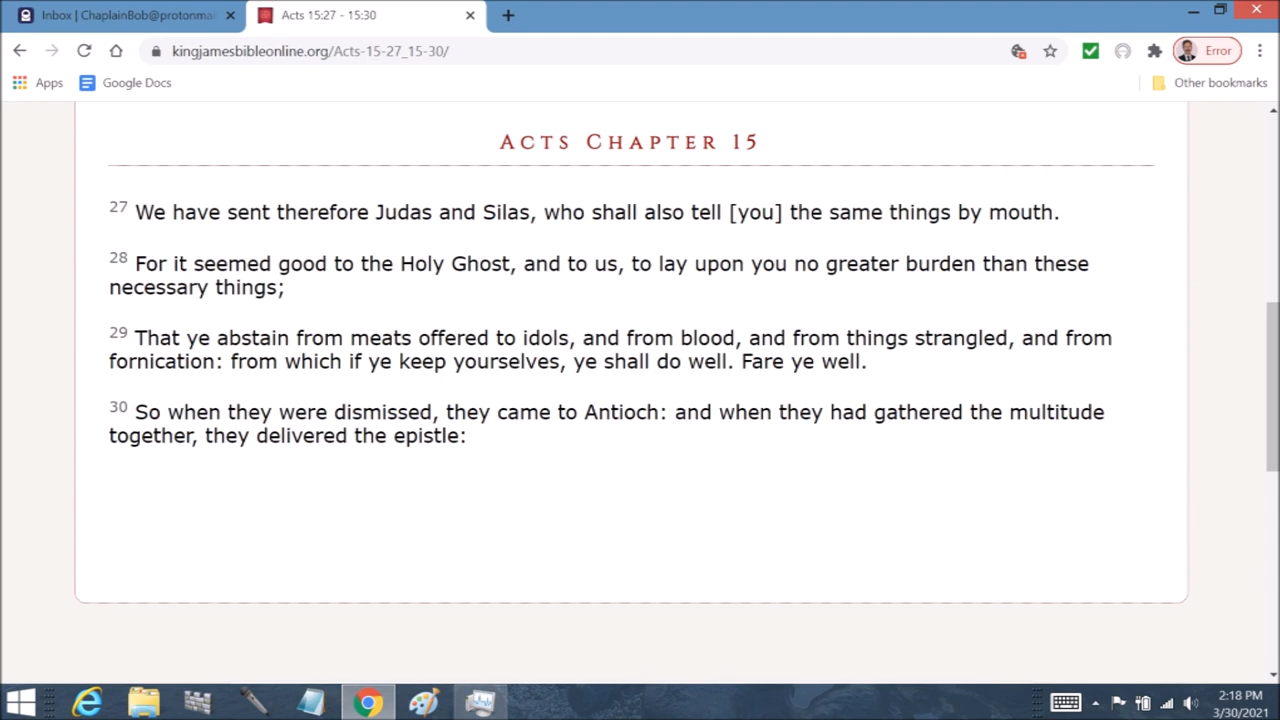 Inbox | ChaplainBob@protonmai
Acts 15:27 - 15:30
kingjamesbibleonline.org/Acts-15-27_15-30/
Error
Apps
Google Docs
Other bookmarks
Acts Chapter 15
27 We have sent therefore Judas and Silas, who shall also tell [you] the same things by mouth.
28 For it seemed good to the Holy Ghost, and to us, to lay upon you no greater burden than these
necessary things;
29 That ye abstain from meats offered to idols, and from blood, and from things strangled, and from
fornication: from which if ye keep yourselves, ye shall do well. Fare ye well.
30 So when they were dismissed, they came to Antioch: and when they had gathered the multitude
together, they delivered the epistle:
2:18 PM
3/30/2021